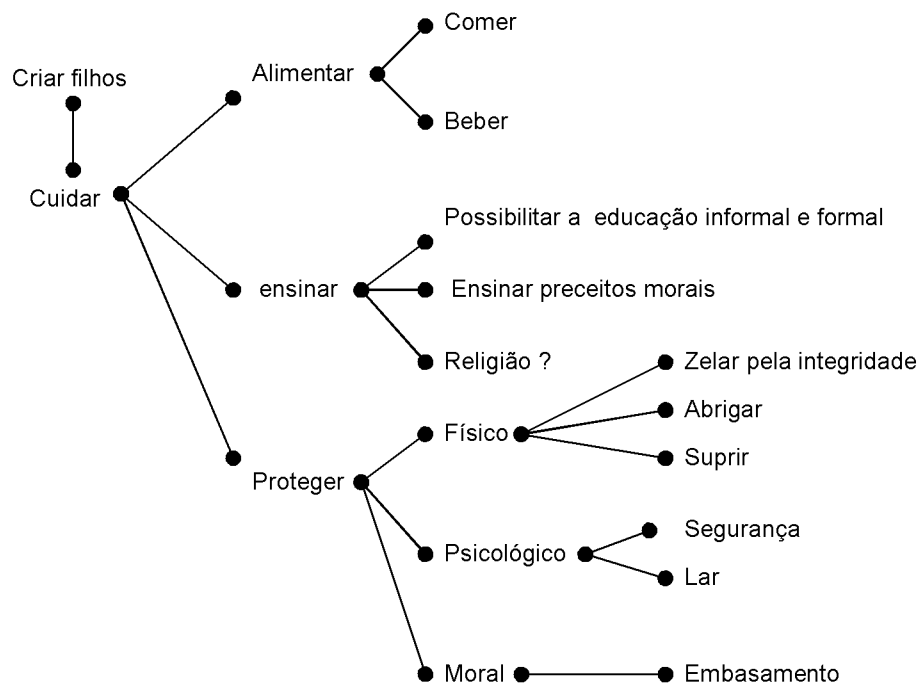 Criar filhos
Cuidar
Alimentar
Comer
Beber
ensinar
Possibilitar a educação informal e formal
Ensinar preceitos morais
Religião ?
Proteger
Físico
Zelar pela integridade
Abrigar
Suprir
Psicológico
Segurança
Lar
Moral
Embasamento